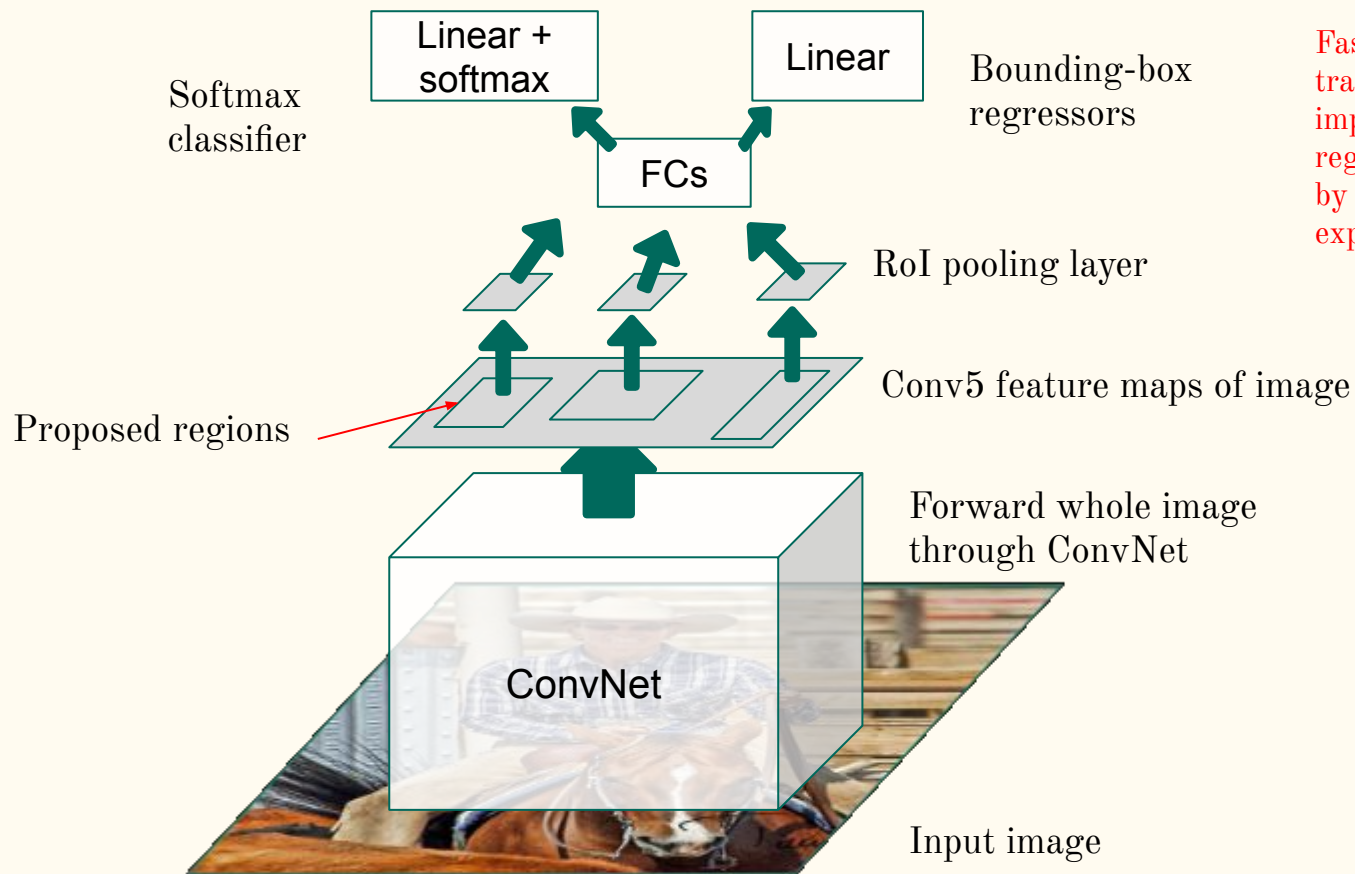 Linear +
softmax
Linear
Softmax
classifier
Bounding-box
regressors
FCs
RoI pooling layer
Conv5 feature maps of image
Proposed regions
Forward whole image
through ConvNet
ConvNet
Input image
by